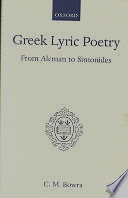 OXFORD
Greek Lyric Poetry
From Alcman to Simonides
C. M. Bowra